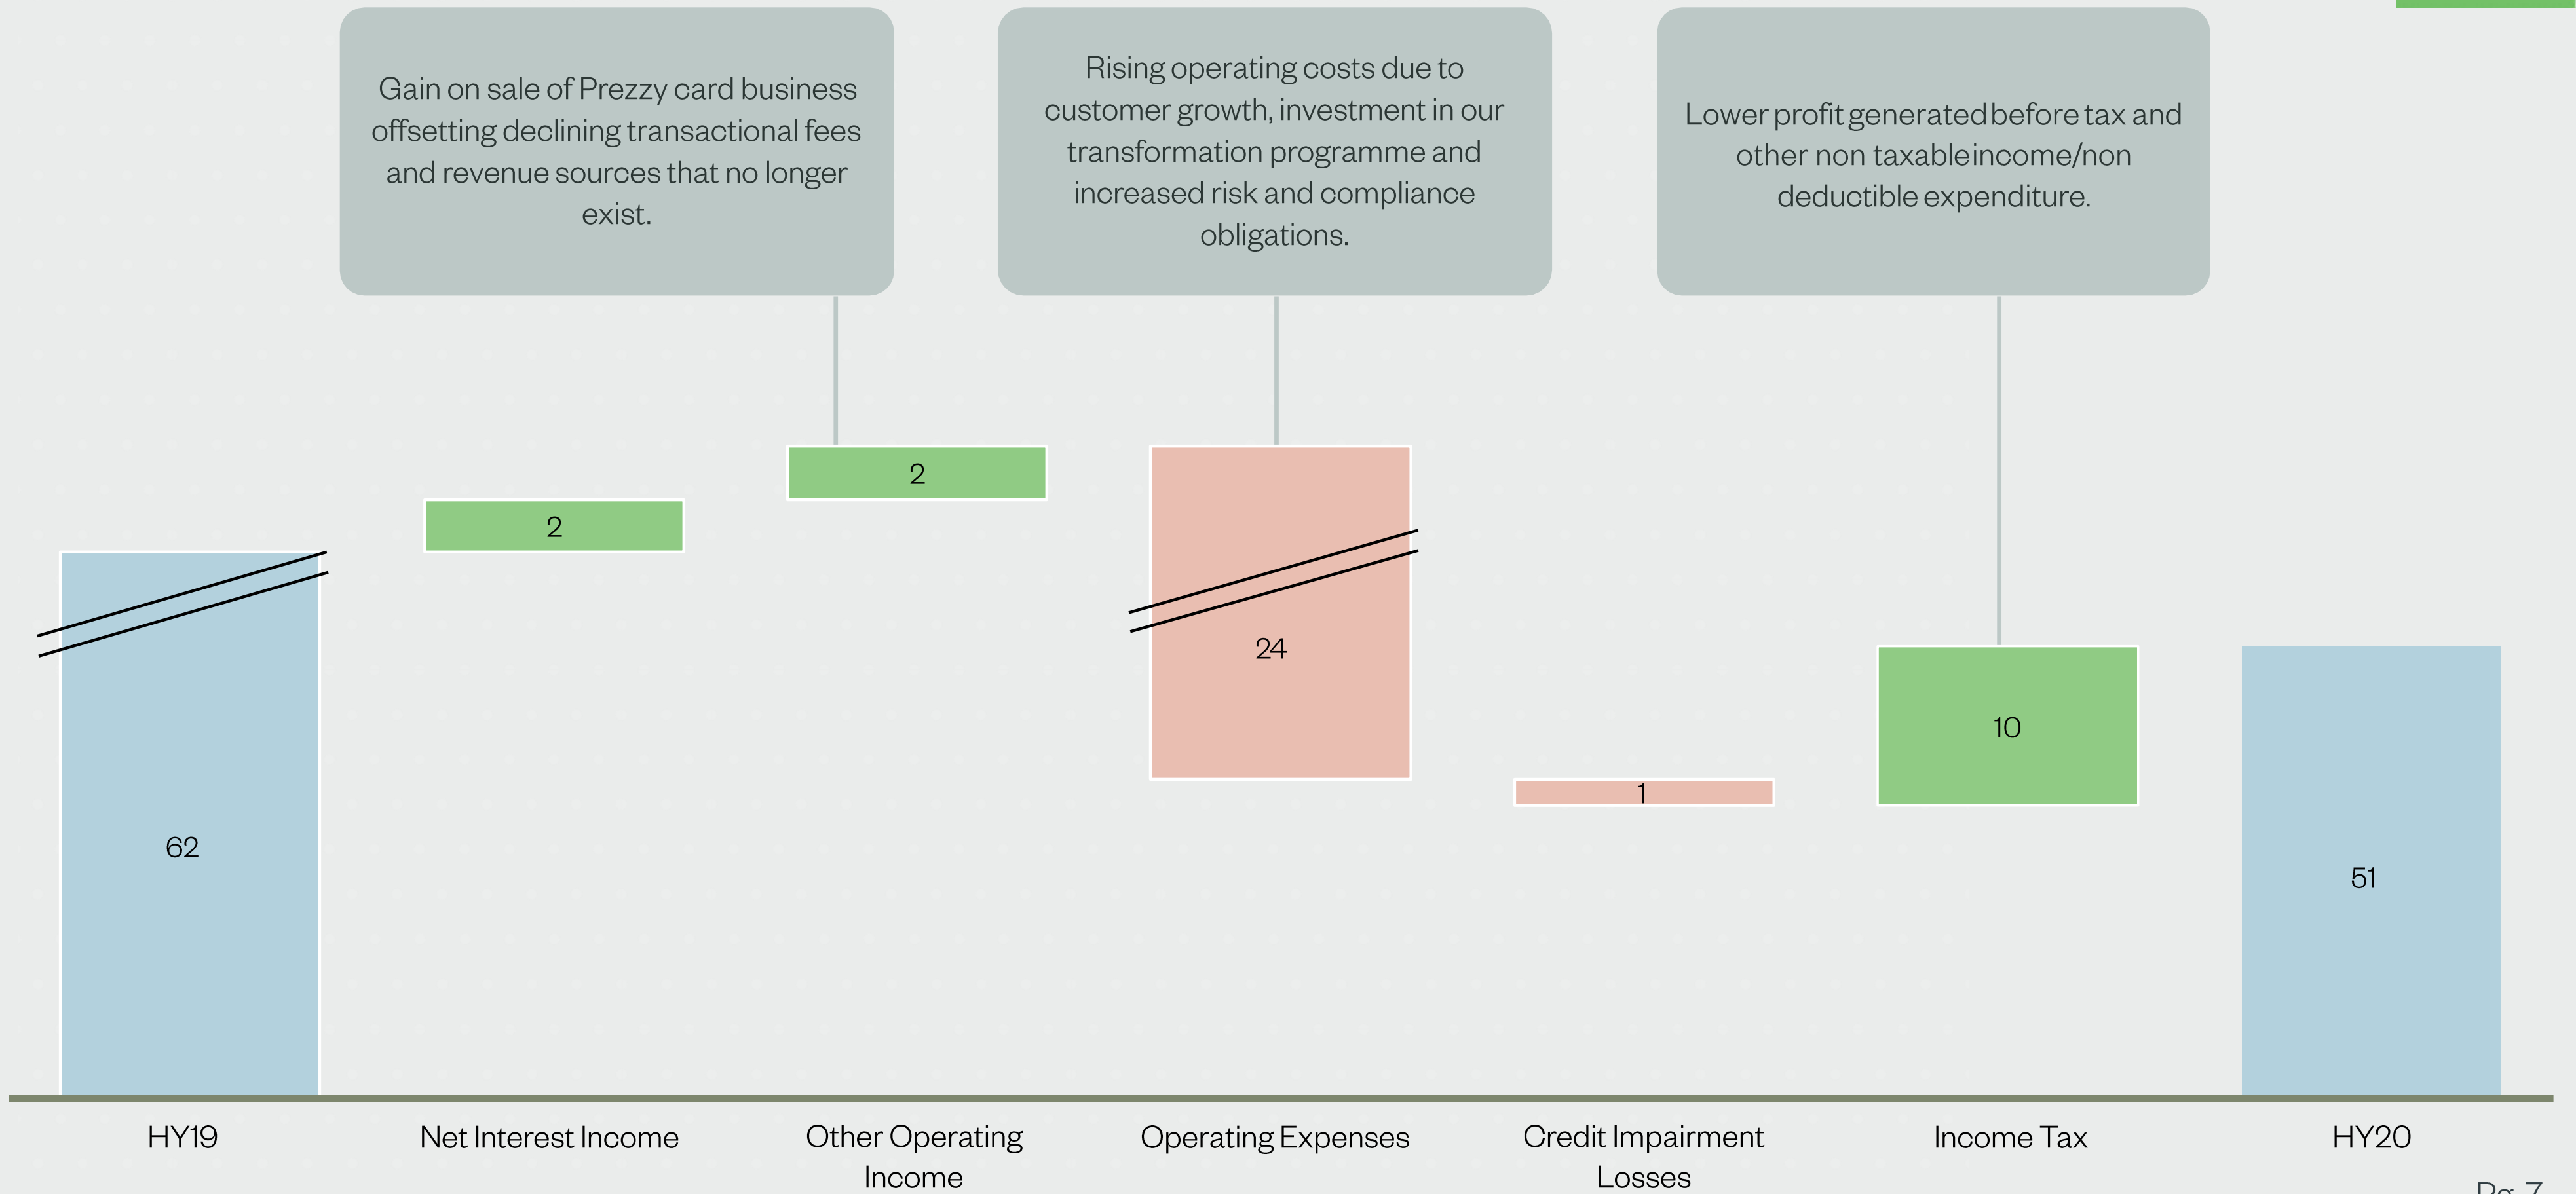 Gain on sale of Prezzy card business
offsetting declining transactional fees
and revenue sources that no longer
exist.
Rising operating costs due to
customer growth, investment in our
transformation programme and
increased risk and compliance
obligations.
Lower profit generated before tax and
other non taxable income/non
deductible expenditure.
2
2
24
1
10
62
51
HY19
Net Interest Income
Other Operating
Income
Operating Expenses
Credit Impairment
Losses
Income Tax
HY20
Pg. 7